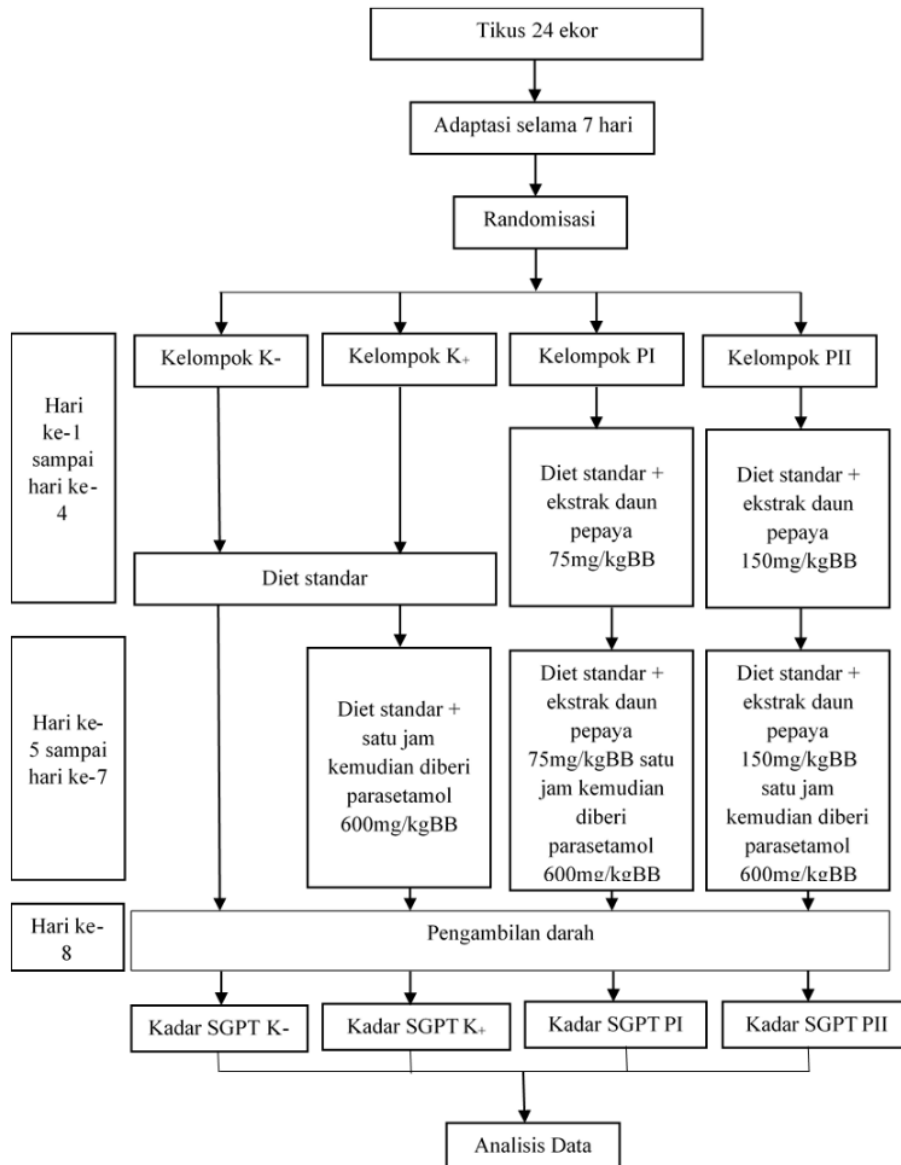 Tikus 24 ekor
Adaptasi selama 7 hari
Randomisasi
Kelompok K-
Kelompok K₊
Kelompok PI
Kelompok PII
Hari
ke-1
sampai
hari ke-
4
Diet standar +
ekstrak daun
pepaya
75mg/kgBB
Diet standar +
ekstrak daun
pepaya
150mg/kgBB
Diet standar
Hari ke-
5 sampai
hari ke-7
Diet standar +
satu jam
kemudian diberi
parasetamol
600mg/kgBB
Diet standar +
ekstrak daun
pepaya
75mg/kgBB satu
jam kemudian
diberi
parasetamol
600mg/kgBB
Diet standar +
ekstrak daun
pepaya
150mg/kgBB
satu jam
kemudian diberi
parasetamol
600mg/kgBB
Hari ke-
8
Pengambilan darah
Kadar SGPT K-
Kadar SGPT K₊
Kadar SGPT PI
Kadar SGPT PII
Analisis Data